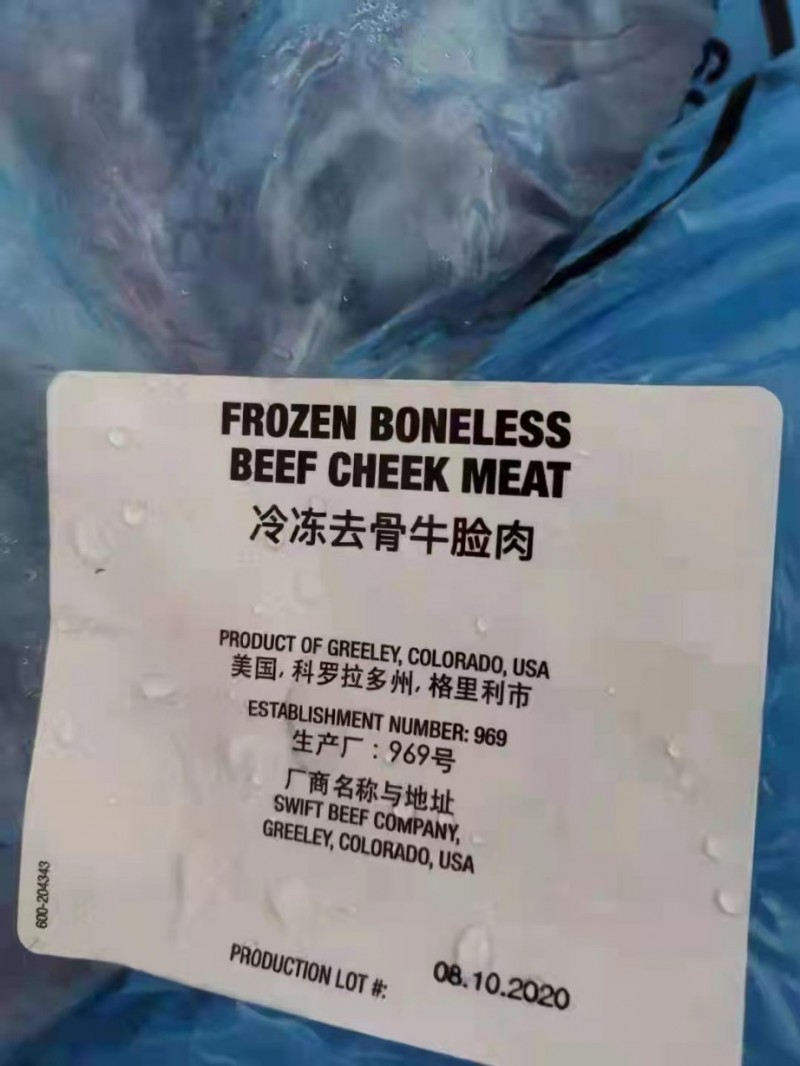 FROZEN BONELESS
BEEF CHEEK MEAT
冷冻去骨牛脸肉
PRODUCT OF GREELEY, COLORADO, USA
美国, 科罗拉多州, 格里利市
ESTABLISHMENT NUMBER: 969
生产厂：969号
厂商名称与地址
SWIFT BEEF COMPANY,
GREELEY, COLORADO, USA
600-204343
PRODUCTION LOT #: 08.10.2020